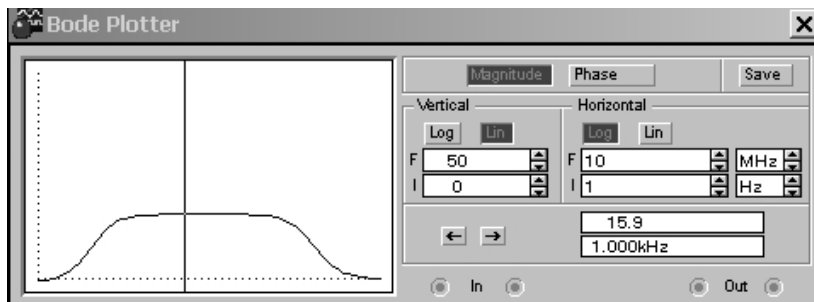 Bode Plotter
Magnitude Phase Save
Vertical Horizontal
Log Lin Log Lin
F 50 F 10 MHz
I 0 I 1 Hz
← → 15.9
1.000kHz
In Out